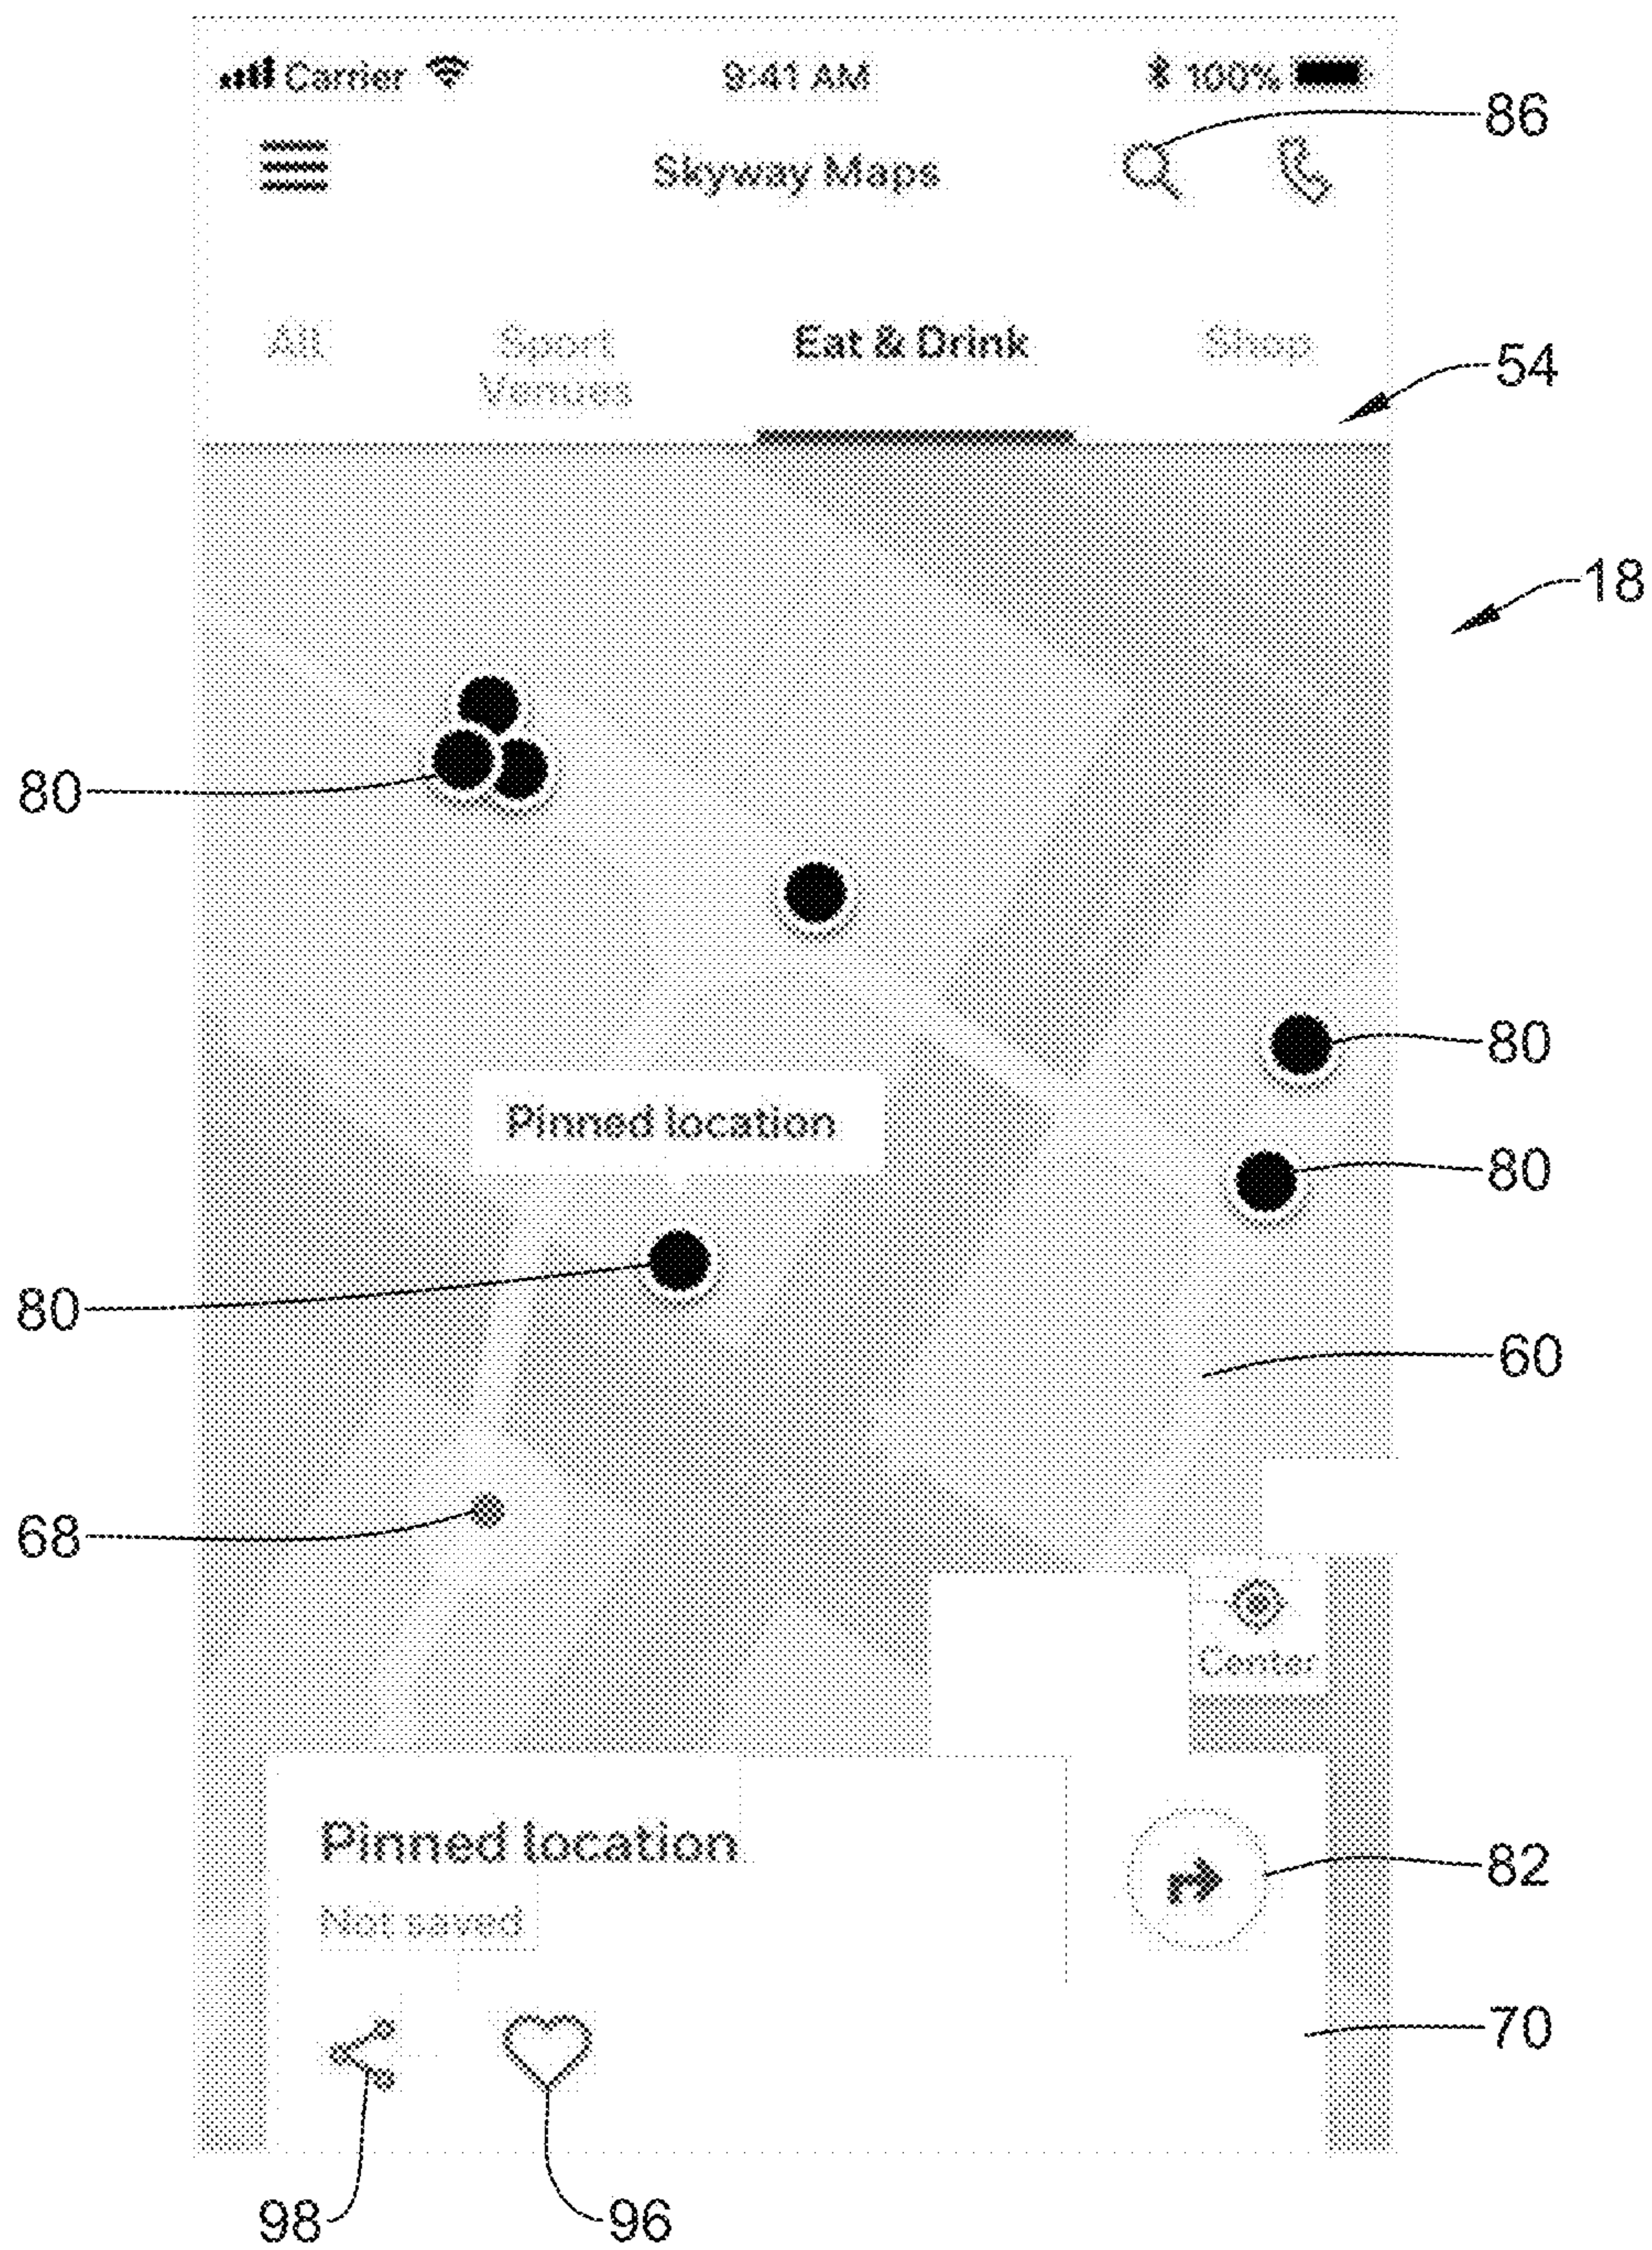 Carrier 9:41 AM 100%
86
Skyway Maps
All Sport Venues Eat & Drink Shop
54
18
80
80
Pinned location
80
80
60
68
Center
Pinned location
82
Not saved
70
98 96